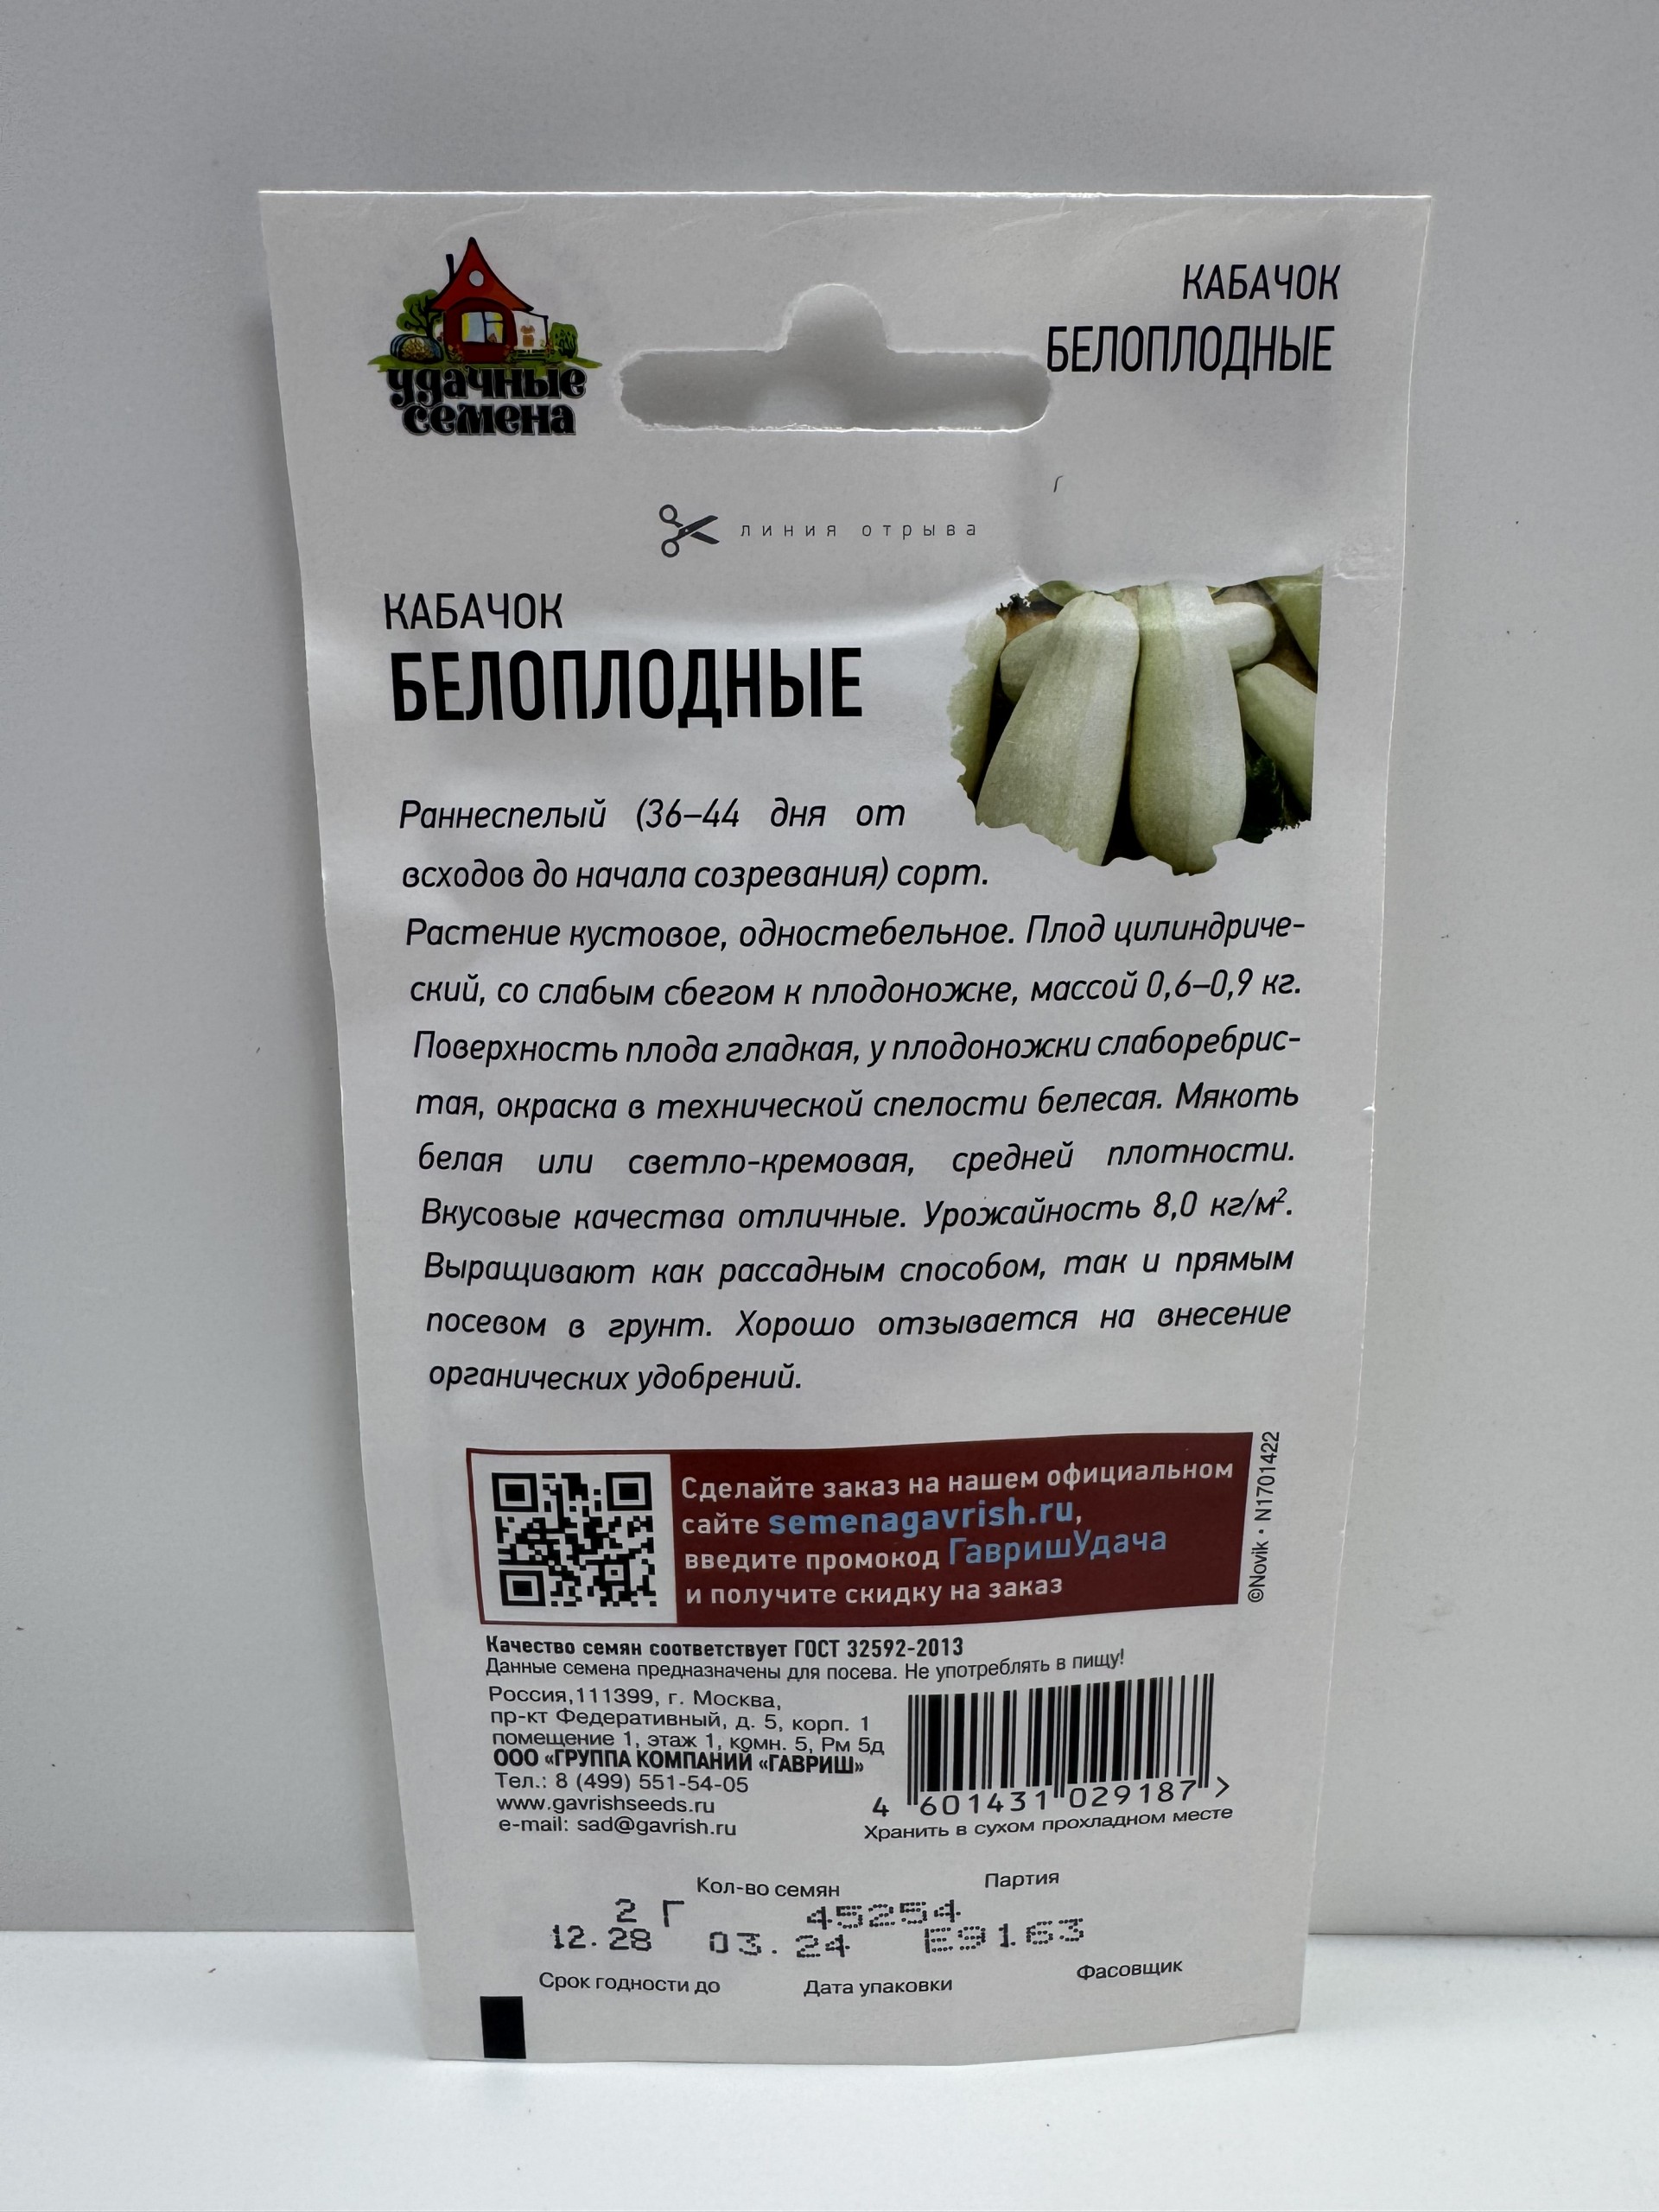 удачные
семена
КАБАЧОК
БЕЛОПЛОДНЫЕ
линия отрыва
КАБАЧОК
БЕЛОПЛОДНЫЕ
Раннеспелый (36–44 дня от
всходов до начала созревания) сорт.
Растение кустовое, одностебельное. Плод цилиндриче-
ский, со слабым сбегом к плодоножке, массой 0,6–0,9 кг.
Поверхность плода гладкая, у плодоножки слаборебрис-
тая, окраска в технической спелости белесая. Мякоть
белая или светло-кремовая, средней плотности.
Вкусовые качества отличные. Урожайность 8,0 кг/м².
Выращивают как рассадным способом, так и прямым
посевом в грунт. Хорошо отзывается на внесение
органических удобрений.
Сделайте заказ на нашем официальном
сайте semenagavrish.ru,
введите промокод ГавришУдача
и получите скидку на заказ
©Novik • N1701422
Качество семян соответствует ГОСТ 32592-2013
Данные семена предназначены для посева. Не употреблять в пищу!
Россия,111399, г. Москва,
пр-кт Федеративный, д. 5, корп. 1
помещение 1, этаж 1, комн. 5, Рм 5д
ООО «ГРУППА КОМПАНИЙ «ГАВРИШ»
Тел.: 8 (499) 551-54-05
www.gavrishseeds.ru
e-mail: sad@gavrish.ru
4 601431 029187 >
Хранить в сухом прохладном месте
Кол-во семян Партия
2 Г 45254
12.28 03.24 E9163
Срок годности до Дата упаковки Фасовщик